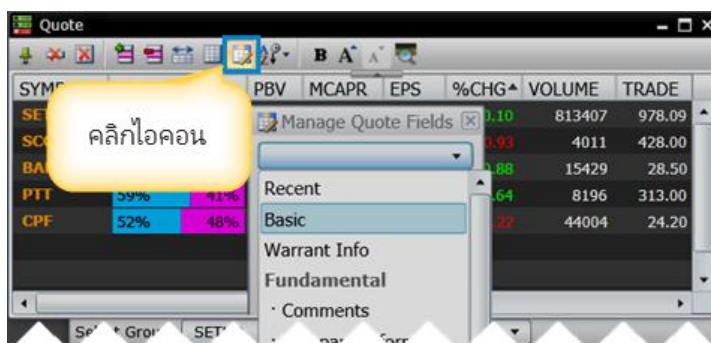 Quote
B A A
PBV MCAPR EPS %CHG VOLUME TRADE
คลิกไอคอน
Manage Quote Fields
813407 978.09
4011 428.00
15429 28.50
PTT 59% 41% 8196 313.00
CPF 52% 48% 44004 24.20
Recent
Basic
Warrant Info
Fundamental
· Comments